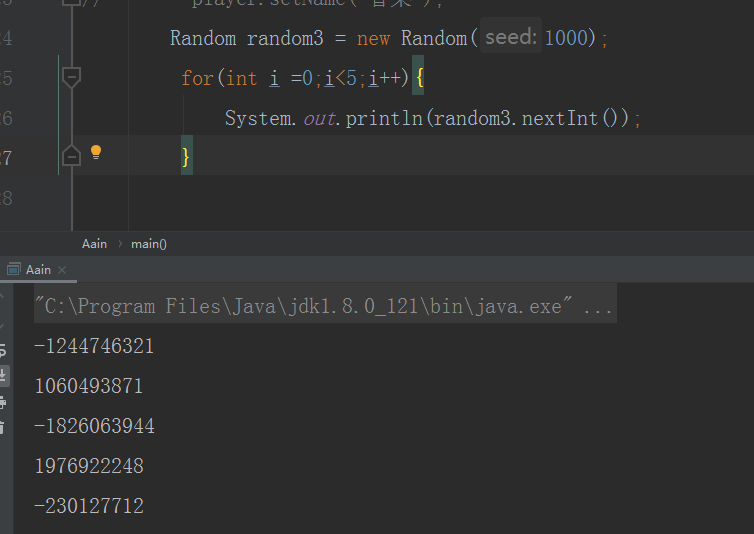 // player.setName("音菜");
24 Random random3 = new Random( seed: 1000);
25 for(int i =0;i<5;i++){
26 System.out.println(random3.nextInt());
27 }
28
Aain › main()
Aain ×
"C:\Program Files\Java\jdk1.8.0_121\bin\java.exe" ...
-1244746321
1060493871
-1826063944
1976922248
-230127712